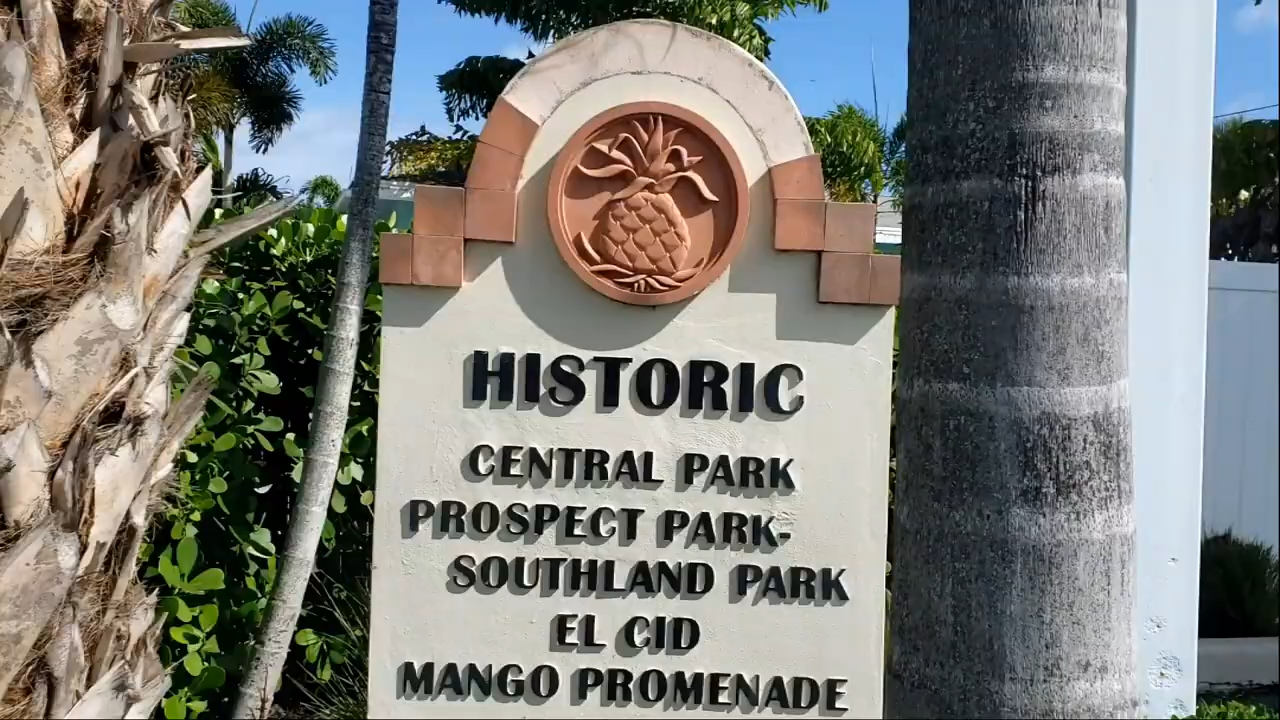 HISTORIC
CENTRAL PARK
PROSPECT PARK-
SOUTHLAND PARK
EL CID
MANGO PROMENADE